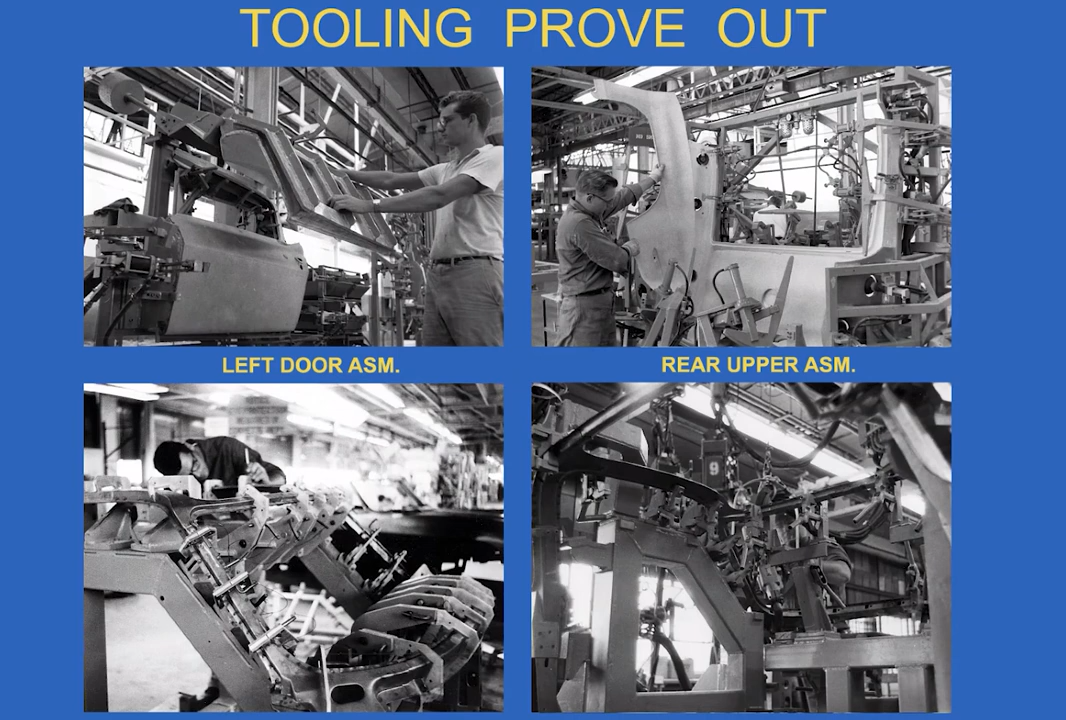 TOOLING PROVE OUT
LEFT DOOR ASM.
REAR UPPER ASM.
9